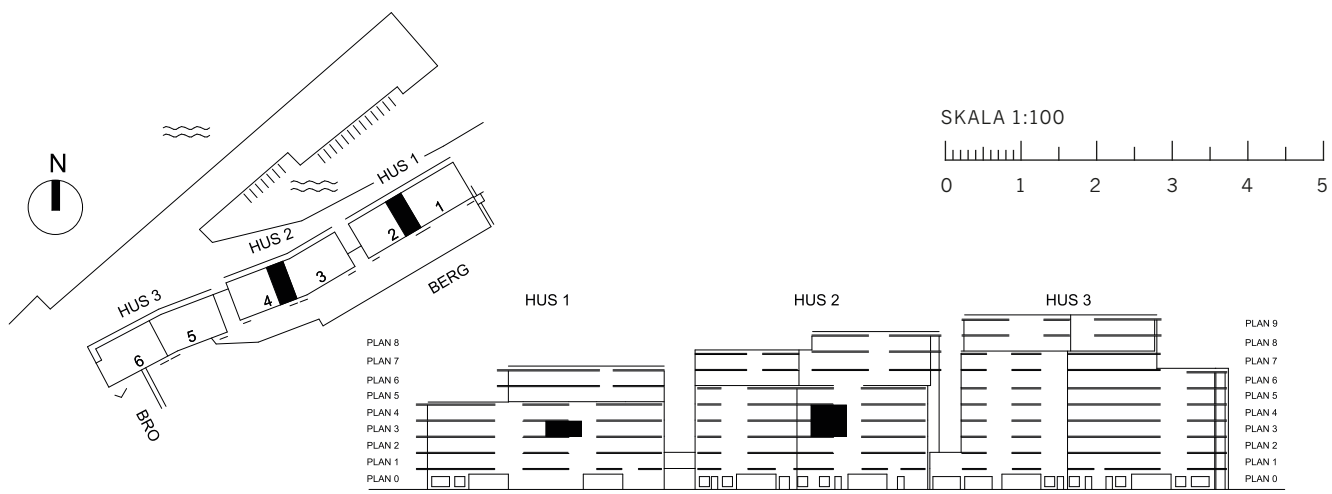 N
HUS 1
1
2
HUS 2
3
4
HUS 3
5
6
BERG
BRO
SKALA 1:100
0 1 2 3 4 5
HUS 1 HUS 2 HUS 3
PLAN 8
PLAN 7
PLAN 6
PLAN 5
PLAN 4
PLAN 3
PLAN 2
PLAN 1
PLAN 0
PLAN 9
PLAN 8
PLAN 7
PLAN 6
PLAN 5
PLAN 4
PLAN 3
PLAN 2
PLAN 1
PLAN 0